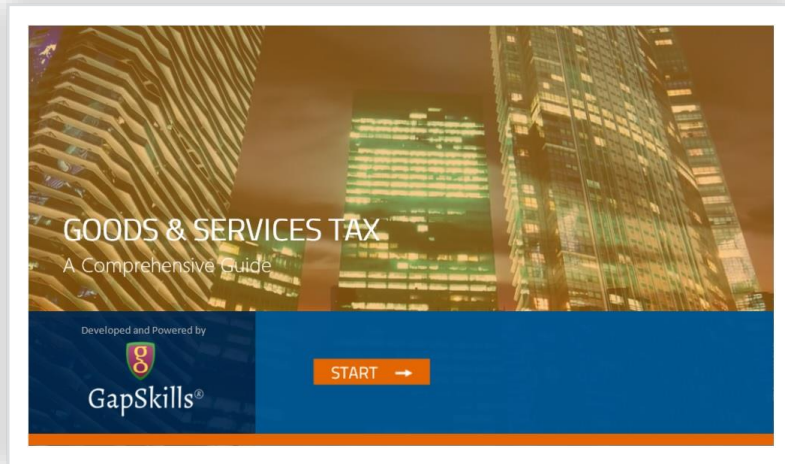 GOODS & SERVICES TAX
A Comprehensive Guide
Developed and Powered by
GapSkills®
START →